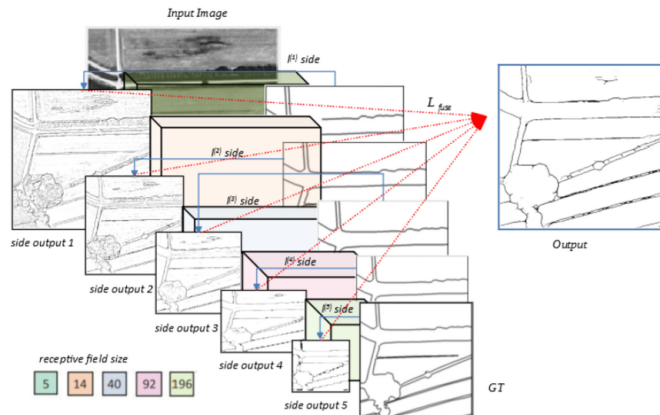 Input Image
l(1) side
L fuse
l(2) side
l(3) side
side output 1
Output
l(4) side
side output 2
l(5) side
side output 3
receptive field size
side output 4
5 14 40 92 196
GT
side output 5